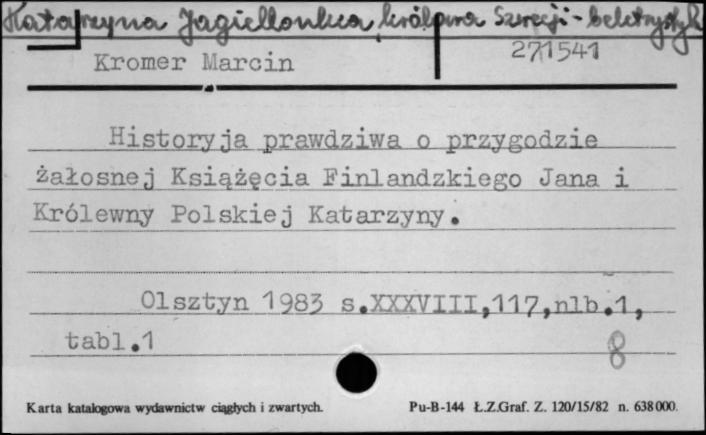 Katarzyna Jagiellonka, królowa Szwecji - beletrystyk
Kromer Marcin 271541
Historyja prawdziwa o przygodzie
żałosnej Książęcia Finlandzkiego Jana i
Królewny Polskiej Katarzyny.
Olsztyn 1983 s.XXXVIII,117,nlb.1,
tabl.1
8
Karta katalogowa wydawnictw ciągłych i zwartych. Pu-B-144 Ł.Z.Graf. Z. 120/15/82 n. 638000.